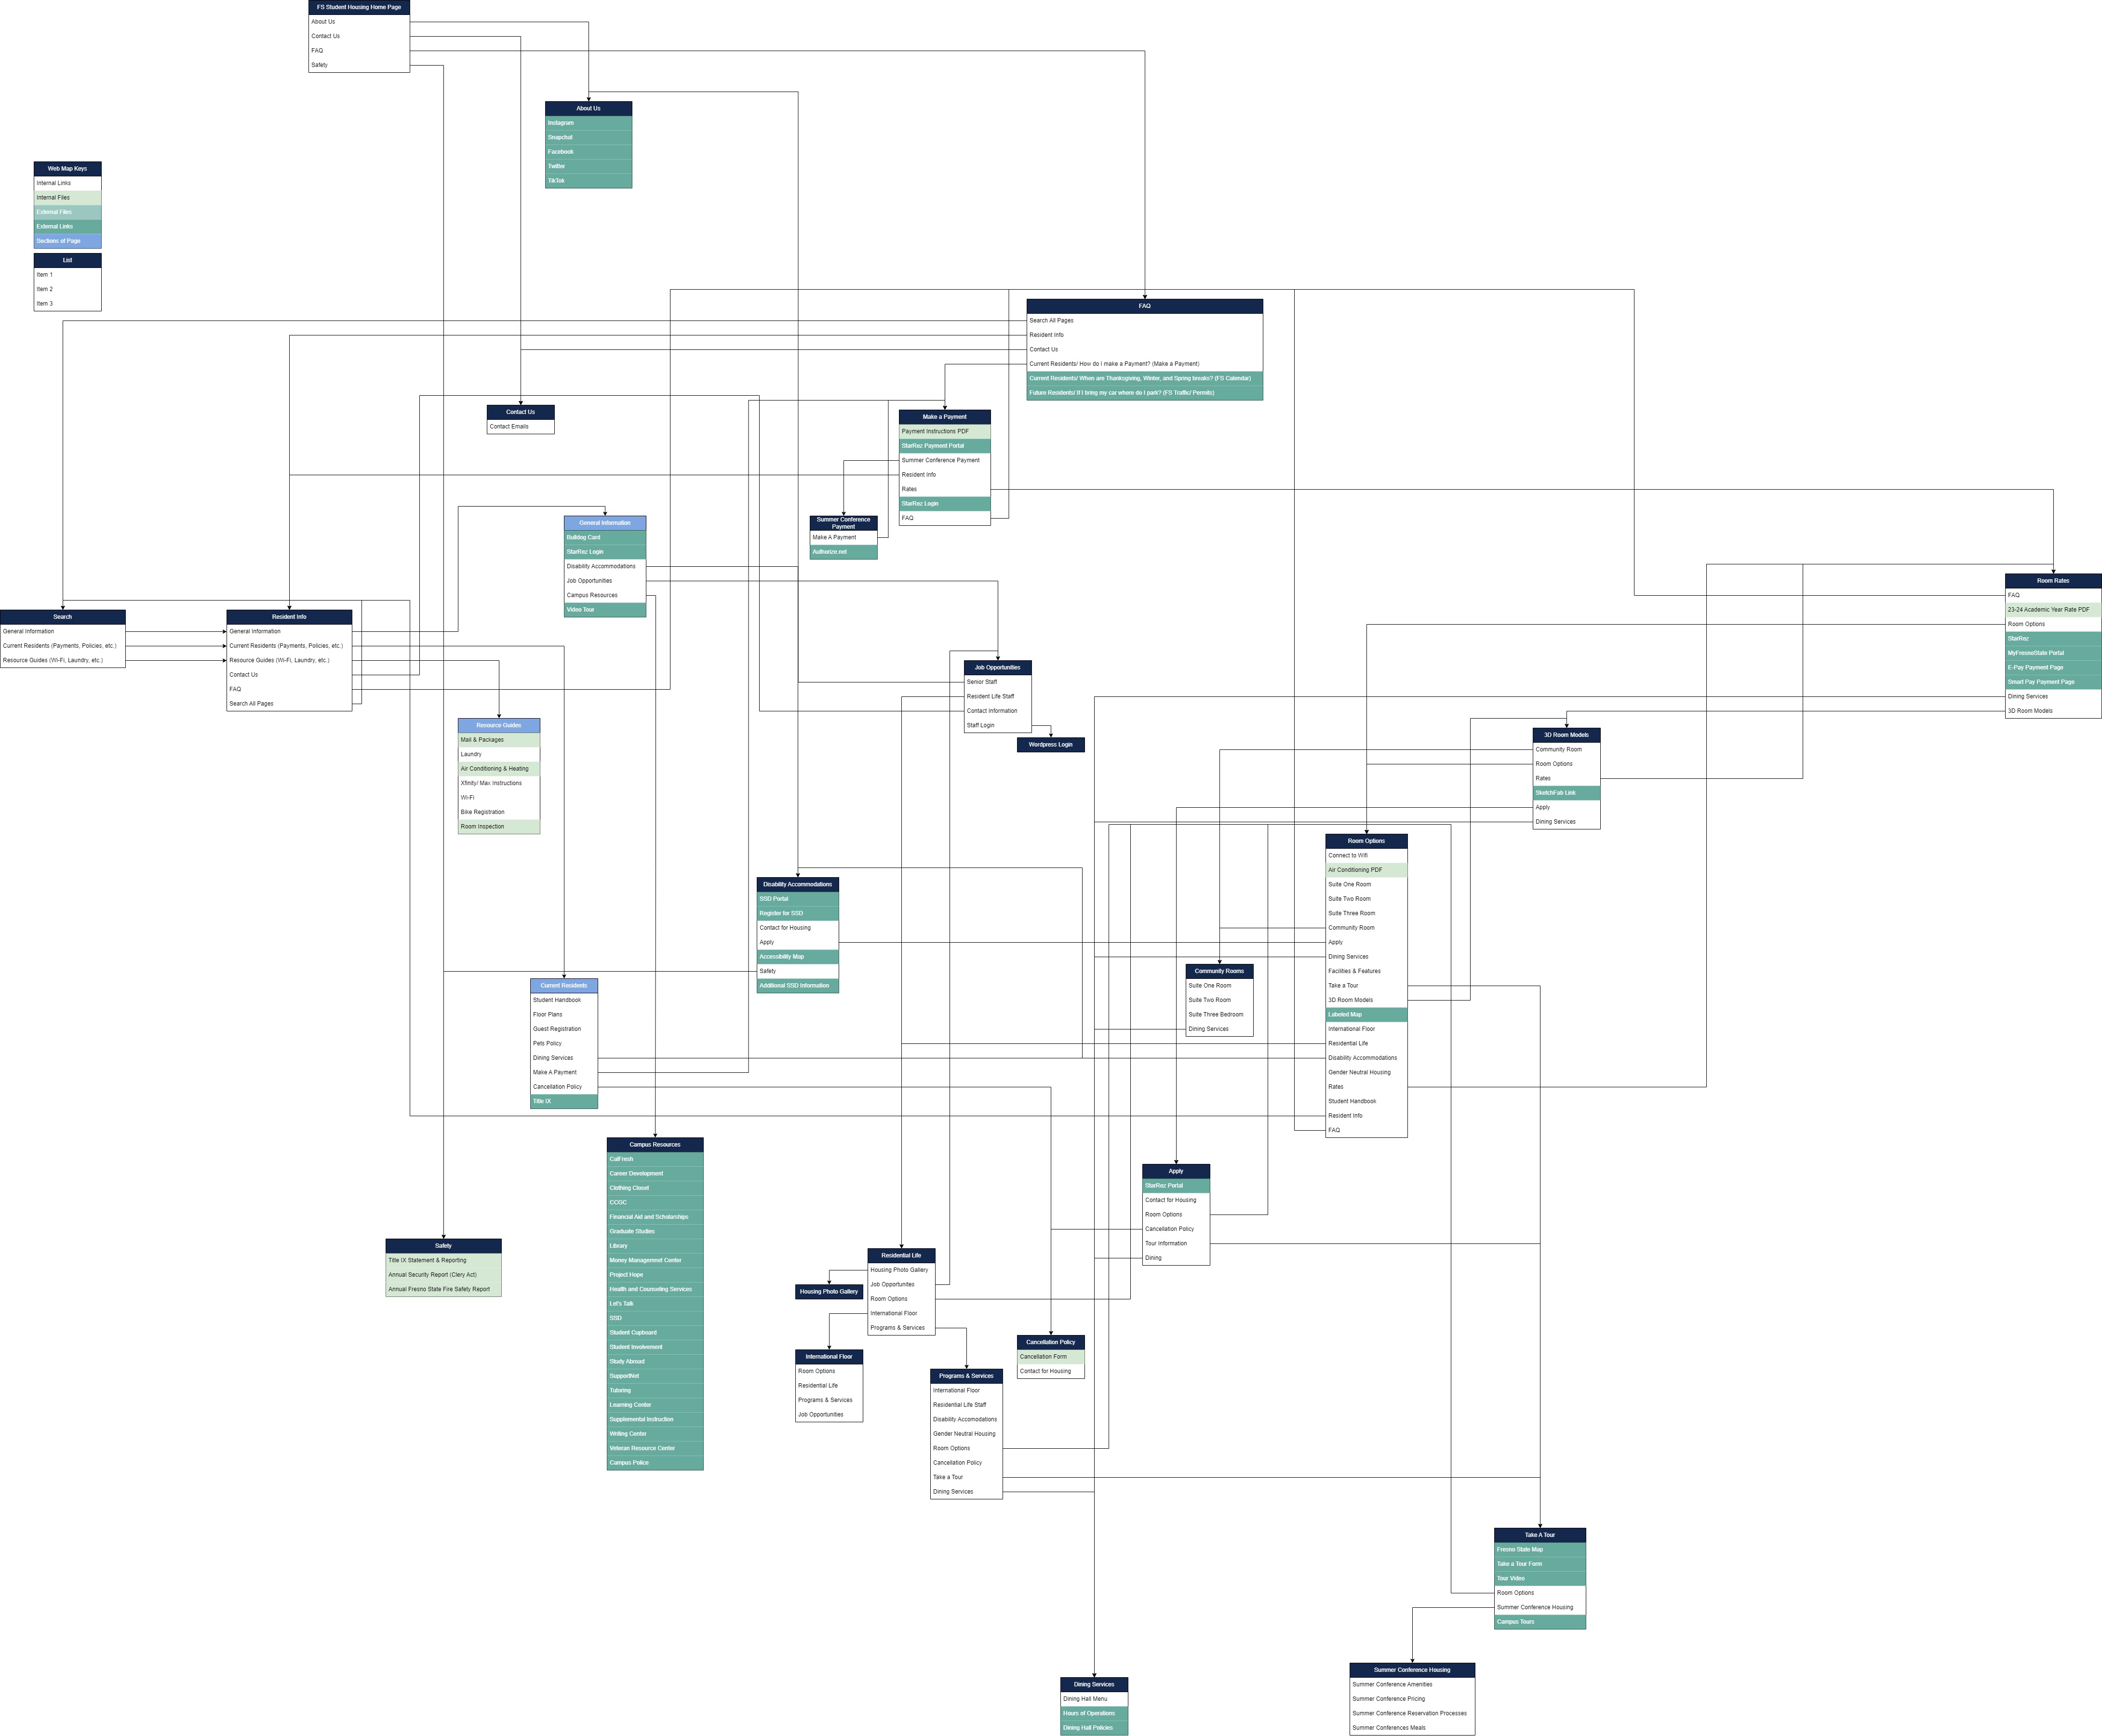 FS Student Housing Home Page
About Us
Contact Us
FAQ
Safety
About Us
Instagram
Snapchat
Facebook
Twitter
TikTok
Web Map Keys
Internal Links
Internal Files
External Files
External Links
Sections of Page
List
Item 1
Item 2
Item 3
FAQ
Search All Pages
Resident Info
Contact Us
Current Residents/ How do I make a Payment? (Make a Payment)
Current Residents/ When are Thanksgiving, Winter, and Spring breaks? (FS Calendar)
Future Residents/ If I bring my car where do I park? (FS Traffic/ Permits)
Contact Us
Contact Emails
Make a Payment
Payment Instructions PDF
StarRez Payment Portal
Summer Conference Payment
Resident Info
Rates
StarRez Login
FAQ
General Information
Bulldog Card
StarRez Login
Disability Accommodations
Job Opportunities
Campus Resources
Video Tour
Summer Conference
Payment
Make A Payment
Authorize.net
Room Rates
FAQ
23-24 Academic Year Rate PDF
Room Options
StarRez
MyFresnoState Portal
E-Pay Payment Page
Smart Pay Payment Page
Dining Services
3D Room Models
Search
General Information
Current Residents (Payments, Policies, etc.)
Resource Guides (Wi-Fi, Laundry, etc.)
Resident Info
General Information
Current Residents (Payments, Policies, etc.)
Resource Guides (Wi-Fi, Laundry, etc.)
Contact Us
FAQ
Search All Pages
Job Opportunities
Senior Staff
Resident Life Staff
Contact Information
Staff Login
Wordpress Login
Resource Guides
Mail & Packages
Laundry
Air Conditioning & Heating
Xfinity/ Max Instructions
Wi-Fi
Bike Registration
Room Inspection
3D Room Models
Community Room
Room Options
Rates
SketchFab Link
Apply
Dining Services
Room Options
Connect to Wifi
Air Conditioning PDF
Suite One Room
Suite Two Room
Suite Three Room
Community Room
Apply
Dining Services
Facilities & Features
Take a Tour
3D Room Models
Labeled Map
International Floor
Residential Life
Disability Accommodations
Gender Neutral Housing
Rates
Student Handbook
Resident Info
FAQ
Disability Accommodations
SSD Portal
Register for SSD
Contact for Housing
Apply
Accessibility Map
Safety
Additional SSD Information
Community Rooms
Suite One Room
Suite Two Room
Suite Three Bedroom
Dining Services
Current Residents
Student Handbook
Floor Plans
Guest Registration
Pets Policy
Dining Services
Make A Payment
Cancellation Policy
Title IX
Campus Resources
CalFresh
Career Development
Clothing Closet
CCGC
Financial Aid and Scholarships
Graduate Studies
Library
Money Management Center
Project Hope
Health and Counseling Services
Let's Talk
SSD
Student Cupboard
Student Involvement
Study Abroad
SupportNet
Tutoring
Learning Center
Supplemental Instruction
Writing Center
Veteran Resource Center
Campus Police
Apply
StarRez Portal
Contact for Housing
Room Options
Cancellation Policy
Tour Information
Dining
Safety
Title IX Statement & Reporting
Annual Security Report (Clery Act)
Annual Fresno State Fire Safety Report
Residential Life
Housing Photo Gallery
Job Opportunites
Room Options
International Floor
Programs & Services
Housing Photo Gallery
International Floor
Room Options
Residential Life
Programs & Services
Job Opportunities
Cancellation Policy
Cancellation Form
Contact for Housing
Programs & Services
International Floor
Residential Life Staff
Disability Accomodations
Gender Neutral Housing
Room Options
Cancellation Policy
Take a Tour
Dining Services
Take A Tour
Fresno State Map
Take a Tour Form
Tour Video
Room Options
Summer Conference Housing
Campus Tours
Summer Conference Housing
Summer Conference Amenities
Summer Conference Pricing
Summer Conference Reservation Processes
Summer Conferences Meals
Dining Services
Dining Hall Menu
Hours of Operations
Dining Hall Policies